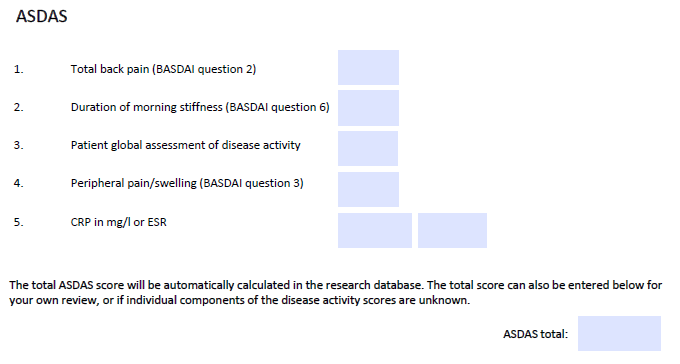 ASDAS
1. Total back pain (BASDAI question 2)
2. Duration of morning stiffness (BASDAI question 6)
3. Patient global assessment of disease activity
4. Peripheral pain/swelling (BASDAI question 3)
5. CRP in mg/l or ESR
The total ASDAS score will be automatically calculated in the research database. The total score can also be entered below for
your own review, or if individual components of the disease activity scores are unknown.
ASDAS total: